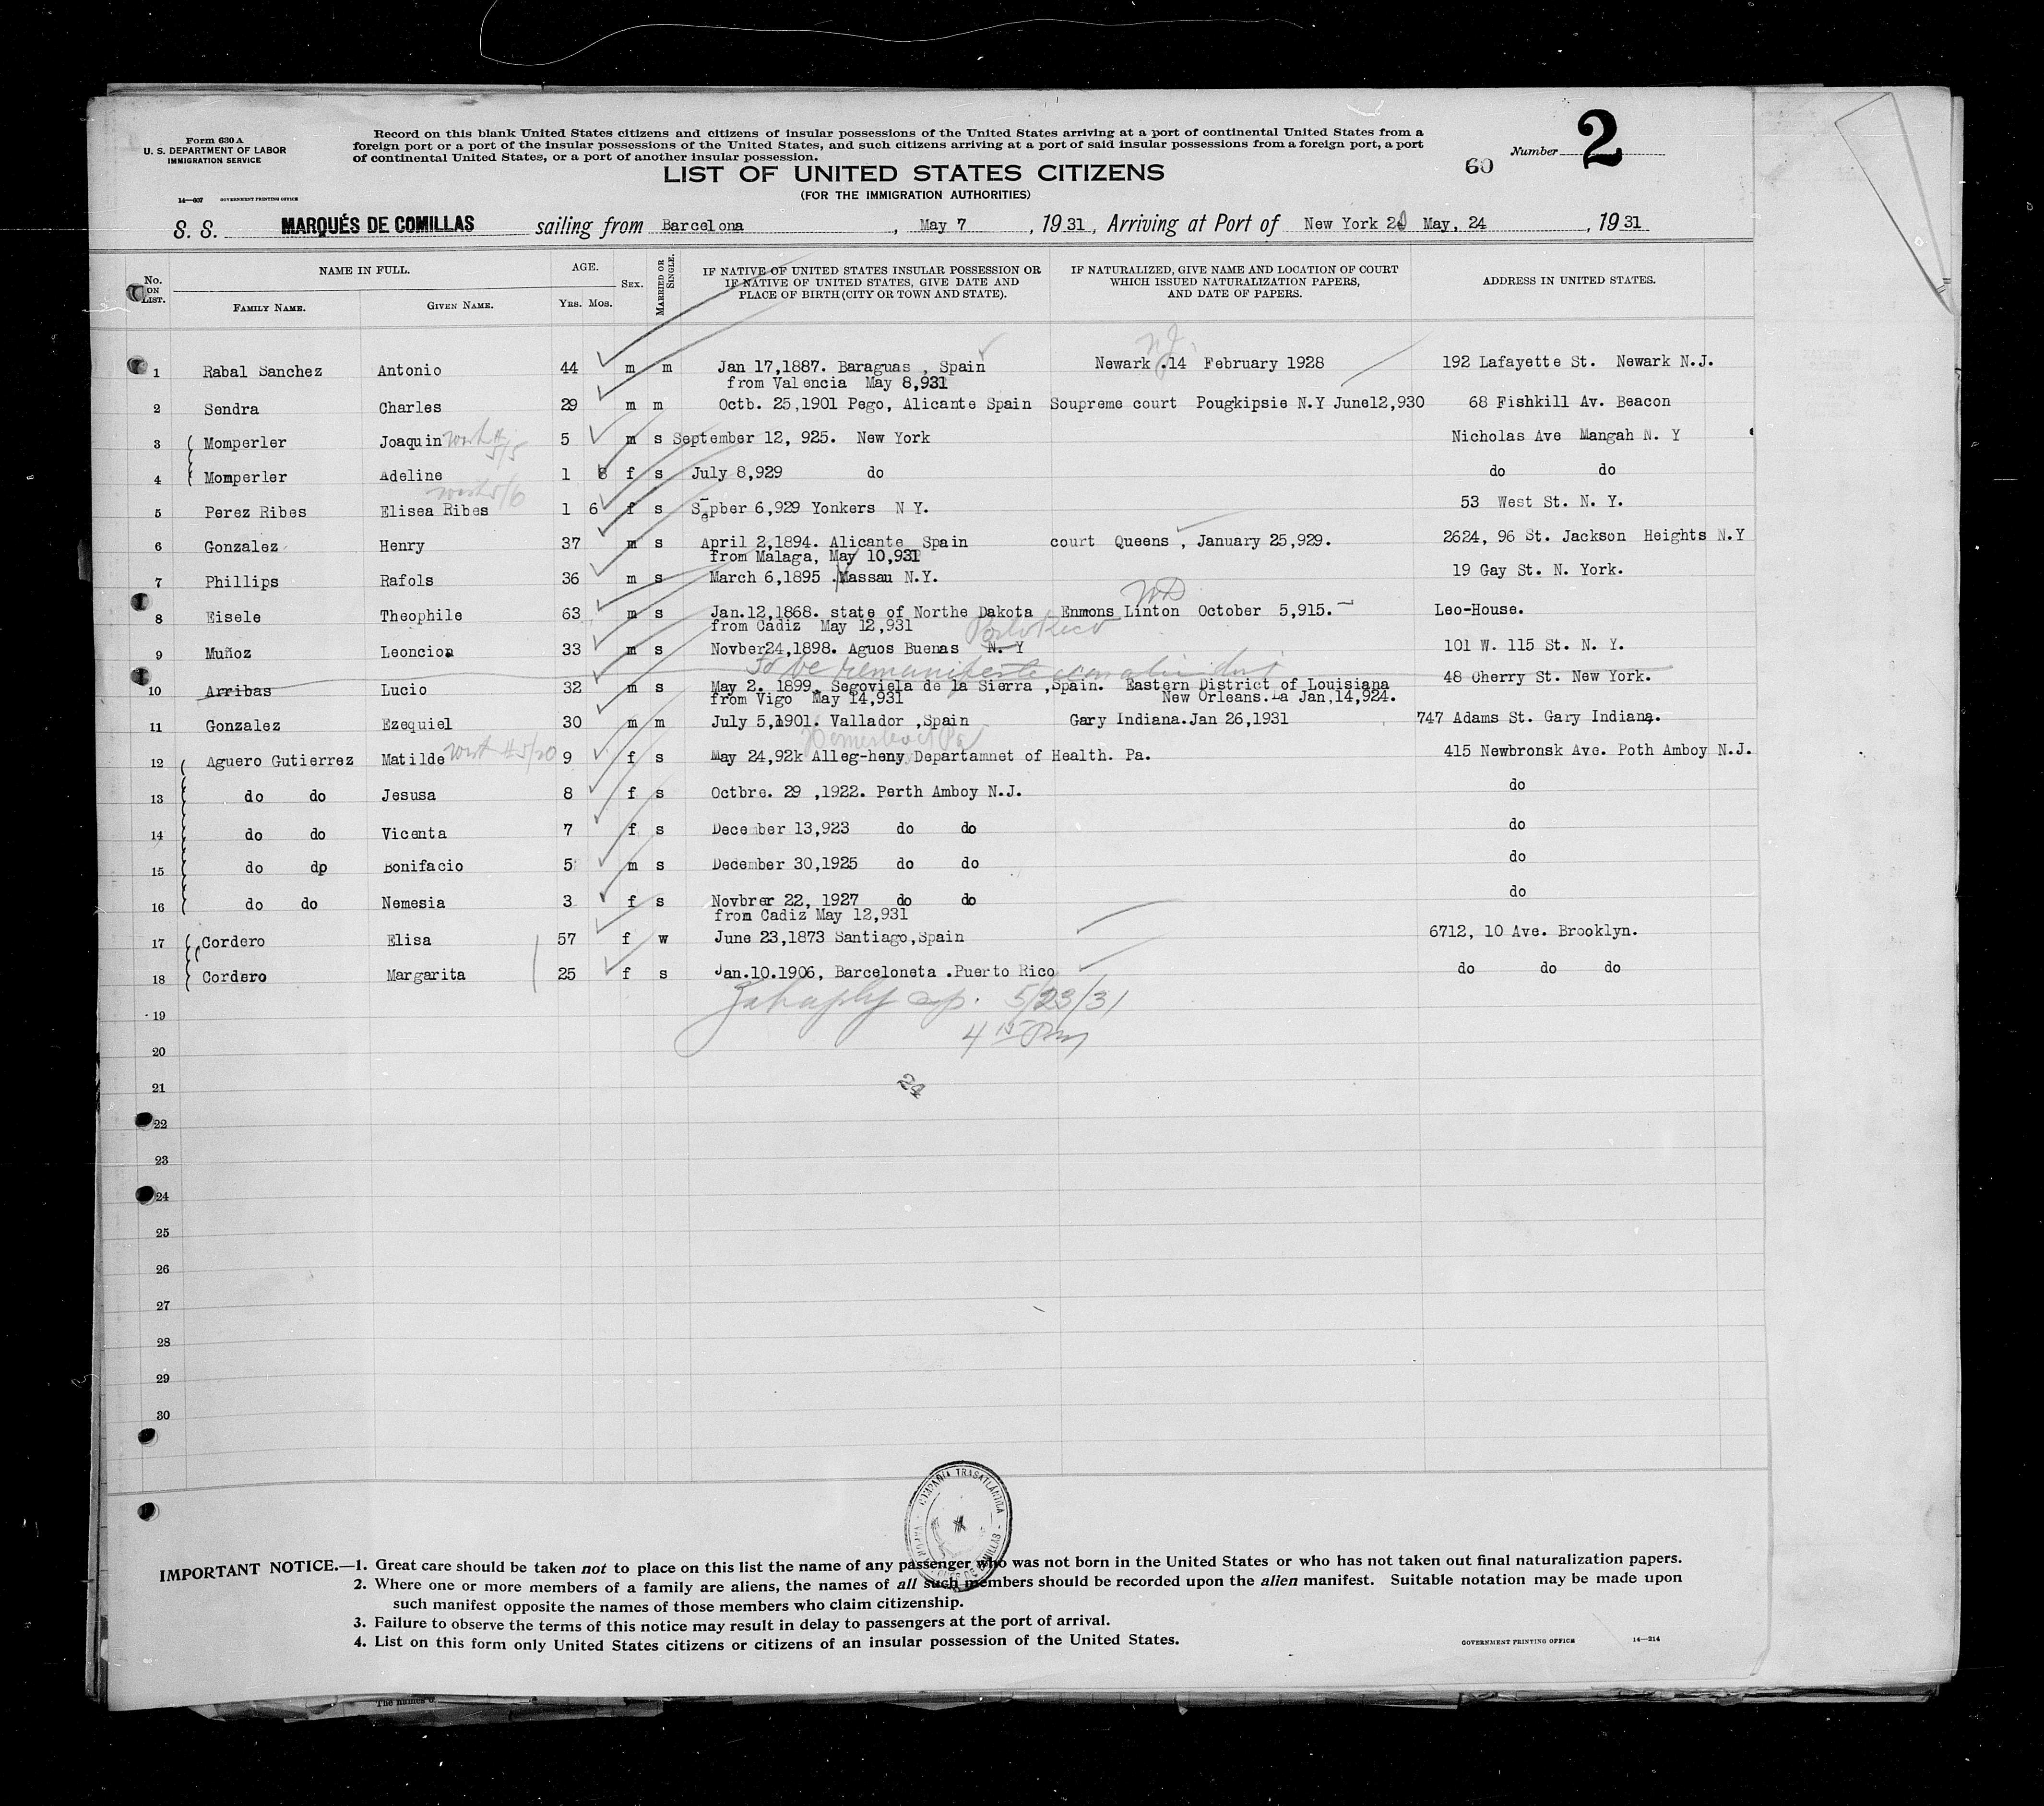 Form 630 A
U. S. DEPARTMENT OF LABOR
IMMIGRATION SERVICE
14—607 GOVERNMENT PRINTING OFFICE
Record on this blank United States citizens and citizens of insular possessions of the United States arriving at a port of continental United States from a
foreign port or a port of the insular possessions of the United States, and such citizens arriving at a port of said insular possessions from a foreign port, a port
of continental United States, or a port of another insular possession.
60 Number 2
LIST OF UNITED STATES CITIZENS
(FOR THE IMMIGRATION AUTHORITIES)
S. S. MARQUÉS DE COMILLAS sailing from Barcelona , May 7 , 1931, Arriving at Port of New York May, 24 , 1931
No. ON LIST. NAME IN FULL. AGE. SEX. MARRIED OR SINGLE. IF NATIVE OF UNITED STATES INSULAR POSSESSION OR IF NATIVE OF UNITED STATES, GIVE DATE AND PLACE OF BIRTH (CITY OR TOWN AND STATE). IF NATURALIZED, GIVE NAME AND LOCATION OF COURT WHICH ISSUED NATURALIZATION PAPERS, AND DATE OF PAPERS. ADDRESS IN UNITED STATES.
FAMILY NAME. GIVEN NAME. YRS. MOS.
N.J.
1 Rabal Sanchez Antonio 44 m m Jan 17,1887. Baraguas , Spain Newark .14 February 1928 192 Lafayette St. Newark N.J.
from Valencia May 8,931
2 Sendra Charles 29 m m Octb. 25,1901 Pego, Alicante Spain Soupreme court Pougkipsie N.Y June12,930 68 Fishkill Av. Beacon
3 Momperler Joaquin 5 m s September 12, 925. New York Nicholas Ave Mangah N. Y
4 Momperler Adeline 1 8 f s July 8,929 do do do
5 Perez Ribes Elisea Ribes 1 6 f s Sepber 6,929 Yonkers N Y. 53 West St. N. Y.
6 Gonzalez Henry 37 m s April 2,1894. Alicante Spain court Queens , January 25,929. 2624, 96 St. Jackson Heights N.Y
from Malaga, May 10,931
7 Phillips Rafols 36 m s March 6,1895 .Massau N.Y. 19 Gay St. N. York.
ND
8 Eisele Theophile 63 m s Jan.12,1868. state of Northe Dakota Enmons Linton October 5,915. Leo-House.
from Cadiz May 12,931
Porto Rico
9 Muñoz Leoncion 33 m s Novber24,1898. Aguos Buenas N. Y 101 W. 115 St. N. Y.
To be
10 Arribas Lucio 32 m s May 2. 1899, Segoviela de la Sierra ,Spain. Eastern District of Louisiana 48 Cherry St. New York.
from Vigo May 14,931 New Orleans.La Jan,14,924.
11 Gonzalez Ezequiel 30 m m July 5,1901. Vallador ,Spain Gary Indiana.Jan 26,1931 747 Adams St. Gary Indiana.
Homestead Pa
12 Aguero Gutierrez Matilde 9 f s May 24,92k Alleg-heny Departamnet of Health. Pa. 415 Newbronsk Ave. Poth Amboy N.J.
13 do do Jesusa 8 f s Octbre. 29 ,1922. Perth Amboy N.J. do
14 do do Vicenta 7 f s December 13,923 do do do
15 do dp Bonifacio 5 m s December 30,1925 do do do
16 do do Nemesia 3 f s Novbrer 22, 1927 do do do
from Cadiz May 12,931
17 Cordero Elisa 57 f w June 23,1873 Santiago,Spain 6712, 10 Ave. Brooklyn.
18 Cordero Margarita 25 f s Jan.10.1906, Barceloneta .Puerto Rico do do do
5/23/31
19
4 15 Pm
20
24
21
22
23
24
25
26
27
28
29
30
COMPAÑIA TRASATLANTICA
IMPORTANT NOTICE.—1. Great care should be taken not to place on this list the name of any passenger who was not born in the United States or who has not taken out final naturalization papers.
2. Where one or more members of a family are aliens, the names of all such members should be recorded upon the alien manifest. Suitable notation may be made upon
such manifest opposite the names of those members who claim citizenship.
3. Failure to observe the terms of this notice may result in delay to passengers at the port of arrival.
4. List on this form only United States citizens or citizens of an insular possession of the United States.
GOVERNMENT PRINTING OFFICE 14—214
The names o